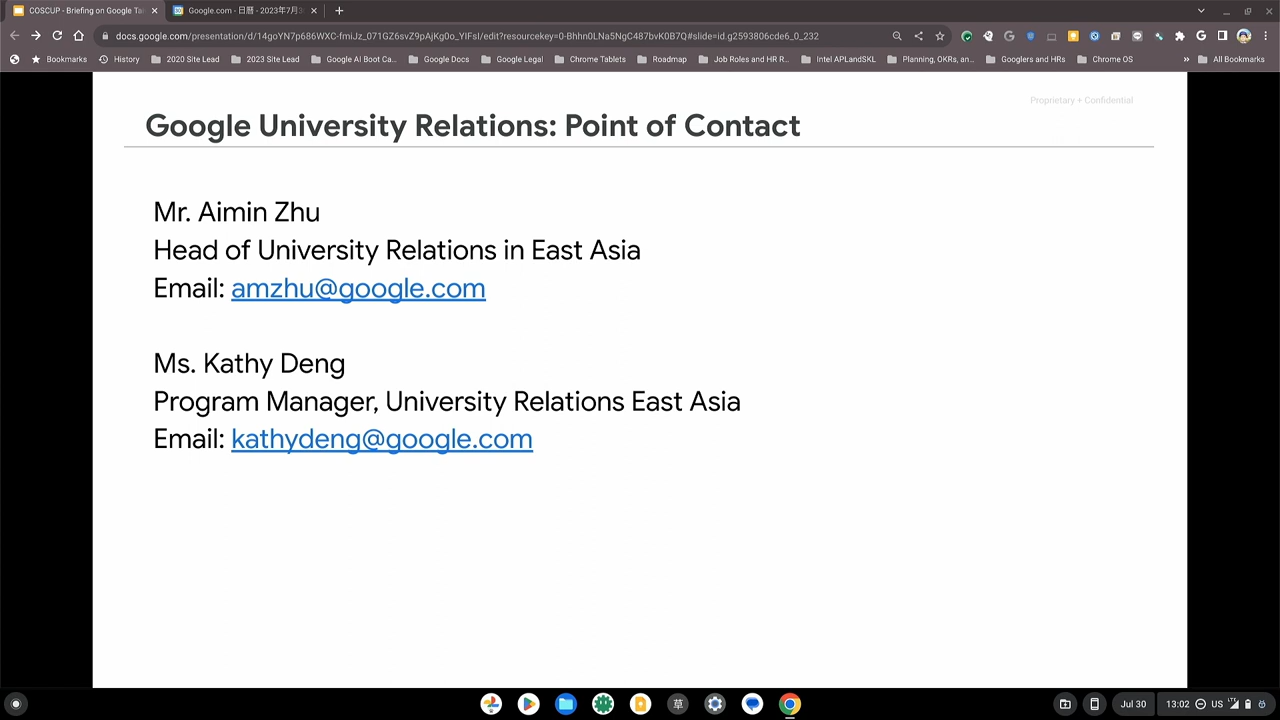 COSCUP - Briefing on Google Ta
Google.com - 日曆 - 2023年7月3
docs.google.com/presentation/d/14goYN7p686WXC-fmiJz_071GZ6svZ9pAjKg0o_YIFsI/edit?resourcekey=0-Bhhn0LNa5NgC487bvK0B7Q#slide=id.g2593806cde6_0_232
Bookmarks History 2020 Site Lead 2023 Site Lead Google AI Boot Ca... Google Docs Google Legal Chrome Tablets Roadmap Job Roles and HR R... Intel APLandSKL Planning, OKRs, an... Googlers and HRs Chrome OS » All Bookmarks
Proprietary + Confidential
Google University Relations: Point of Contact
Mr. Aimin Zhu
Head of University Relations in East Asia
Email: amzhu@google.com
Ms. Kathy Deng
Program Manager, University Relations East Asia
Email: kathydeng@google.com
草
Jul 30 13:02 US LTE